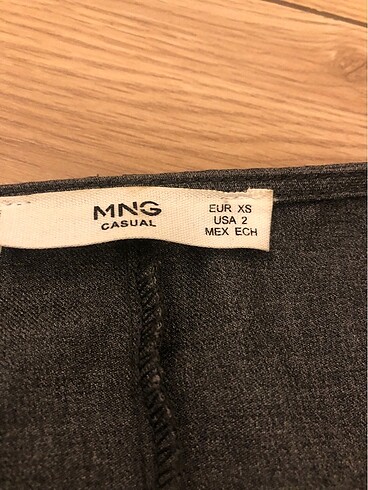 MNG
CASUAL
EUR XS
USA 2
MEX ECH